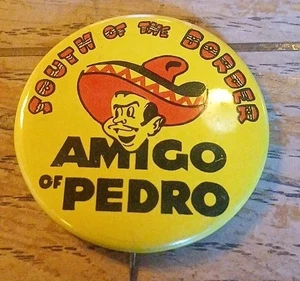 SOUTH OF THE BORDER
AMIGO
OF PEDRO